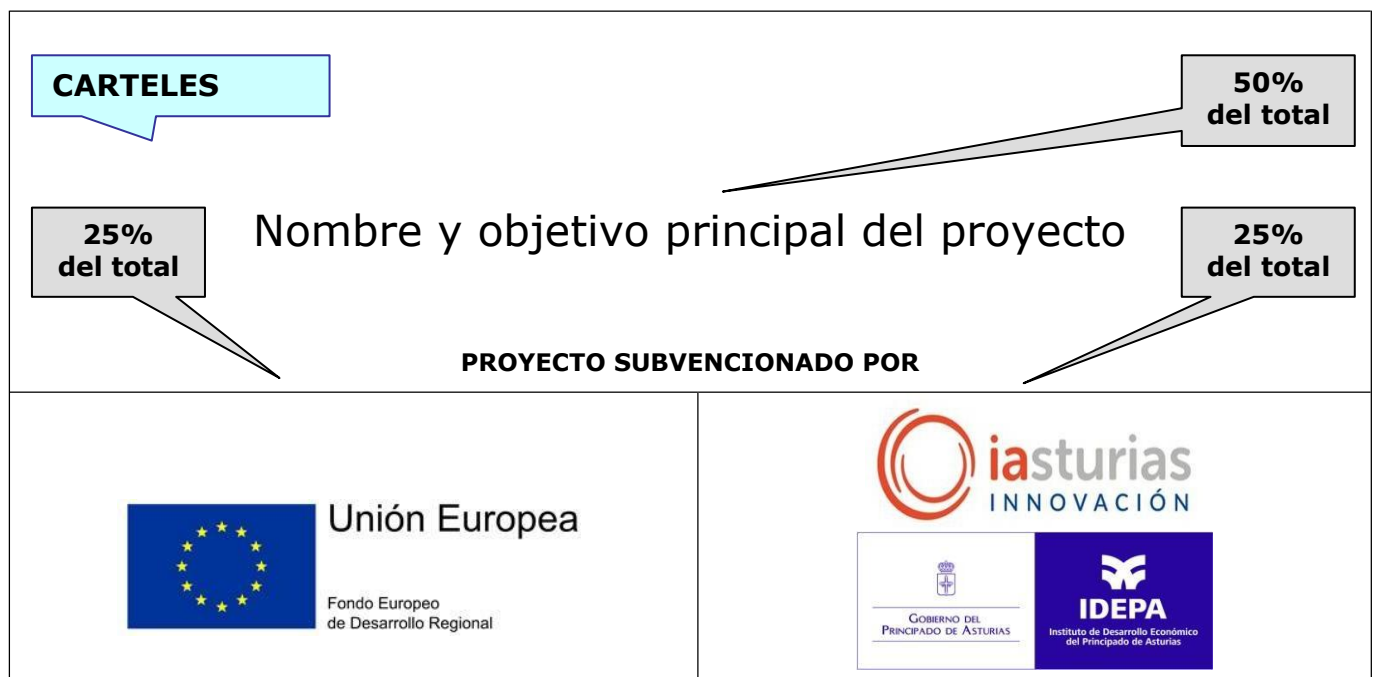 CARTELES
50%
del total
25%
del total
Nombre y objetivo principal del proyecto
25%
del total
PROYECTO SUBVENCIONADO POR
Unión Europea
Fondo Europeo
de Desarrollo Regional
iasturias
INNOVACIÓN
GOBIERNO DEL
PRINCIPADO DE ASTURIAS
IDEPA
Instituto de Desarrollo Económico
del Principado de Asturias